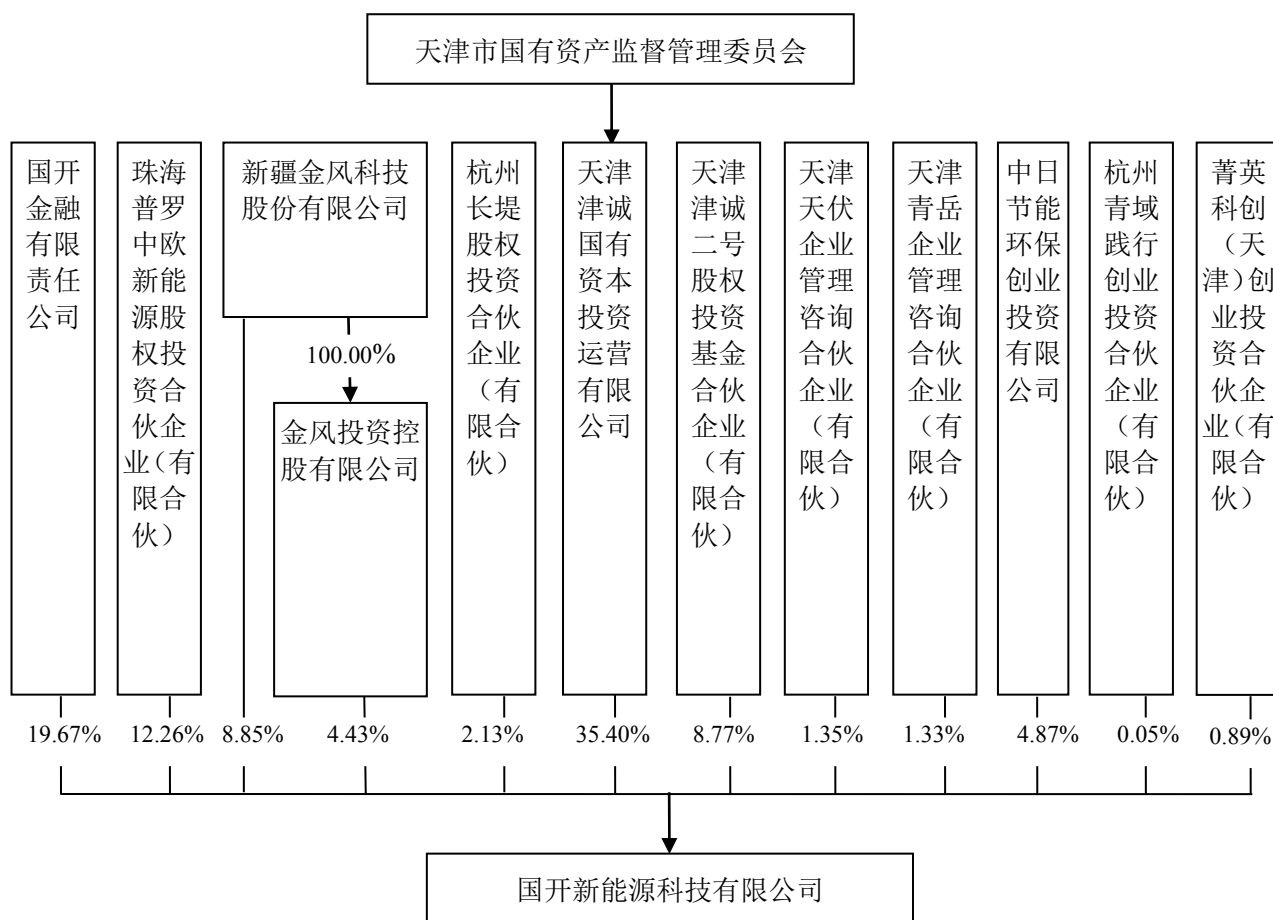 天津市国有资产监督管理委员会
国开
金融
有限
责任
公司
珠海
普罗
中欧
新能
源股
权投
资合
伙企
业（有
限合
伙）
新疆金风科技
股份有限公司
100.00%
金风投资控
股有限公司
杭州
长堤
股权
投资
合伙
企业
（有
限合
伙）
天津
津诚
国有
资本
投资
运营
有限
公司
天津
津诚
二号
股权
投资
基金
合伙
企业
（有
限合
伙）
天津
天伏
企业
管理
咨询
合伙
企业
（有
限合
伙）
天津
青岳
企业
管理
咨询
合伙
企业
（有
限合
伙）
中日
节能
环保
创业
投资
有限
公司
杭州
青域
践行
创业
投资
合伙
企业
（有
限合
伙）
菁英
科创
（天
津）创
业投
资合
伙企
业（有
限合
伙）
19.67% 12.26% 8.85% 4.43% 2.13% 35.40% 8.77% 1.35% 1.33% 4.87% 0.05% 0.89%
国开新能源科技有限公司